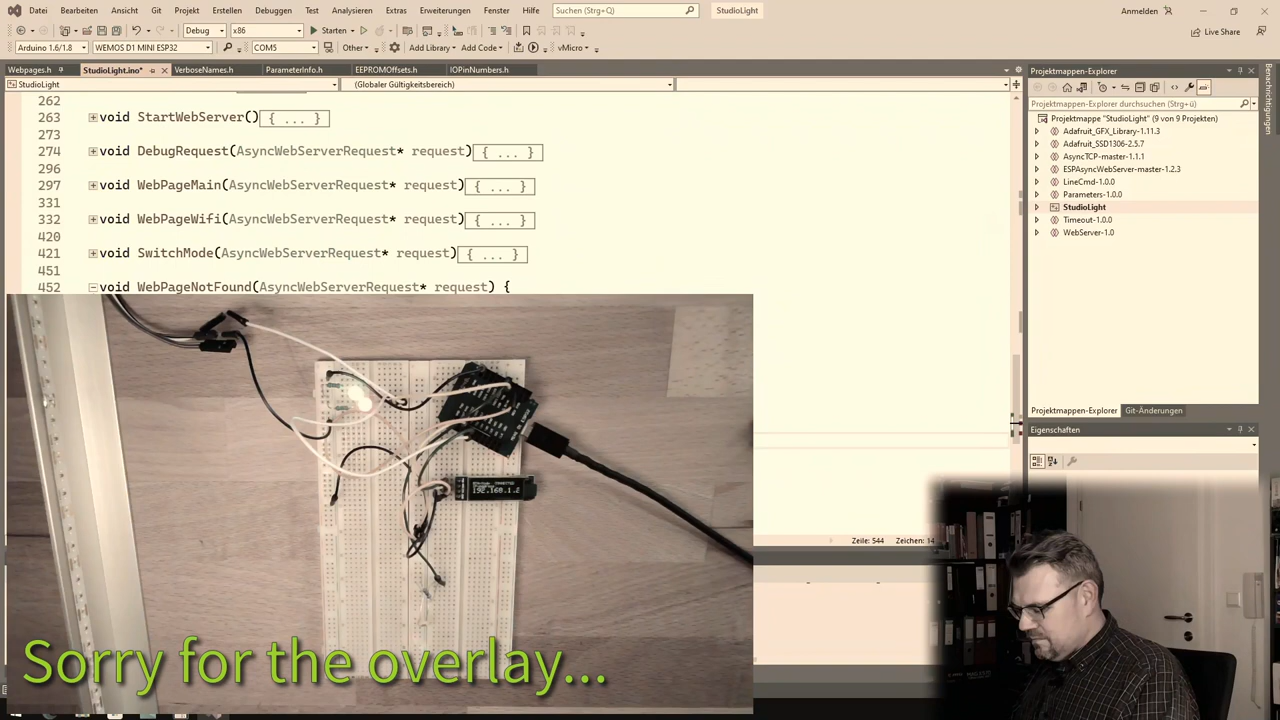 Datei Bearbeiten Ansicht Git Projekt Erstellen Debuggen Test Analysieren Extras Erweiterungen Fenster Hilfe Suchen (Strg+Q) StudioLight Anmelden
Debug x86 Starten Live Share
Arduino 1.6/1.8 WEMOS D1 MINI ESP32 COM5 Other Add Library Add Code vMicro
Webpages.h StudioLight.ino* VerboseNames.h ParameterInfo.h EEPROMOffsets.h IOPinNumbers.h
StudioLight (Globaler Gültigkeitsbereich)
262
263 void StartWebServer() { ... }
273
274 void DebugRequest(AsyncWebServerRequest* request) { ... }
296
297 void WebPageMain(AsyncWebServerRequest* request) { ... }
331
332 void WebPageWifi(AsyncWebServerRequest* request) { ... }
420
421 void SwitchMode(AsyncWebServerRequest* request) { ... }
451
452 void WebPageNotFound(AsyncWebServerRequest* request) {
Projektmappen-Explorer
Projektmappen-Explorer durchsuchen (Strg+ü)
Projektmappe "StudioLight" (9 von 9 Projekten)
Adafruit_GFX_Library-1.11.3
Adafruit_SSD1306-2.5.7
AsyncTCP-master-1.1.1
ESPAsyncWebServer-master-1.2.3
LineCmd-1.0.0
Parameters-1.0.0
StudioLight
Timeout-1.0.0
WebServer-1.0
Projektmappen-Explorer Git-Änderungen
Eigenschaften
Benachrichtigungen
192.168.1.2
Zeile: 544 Zeichen: 14
Sorry for the overlay...